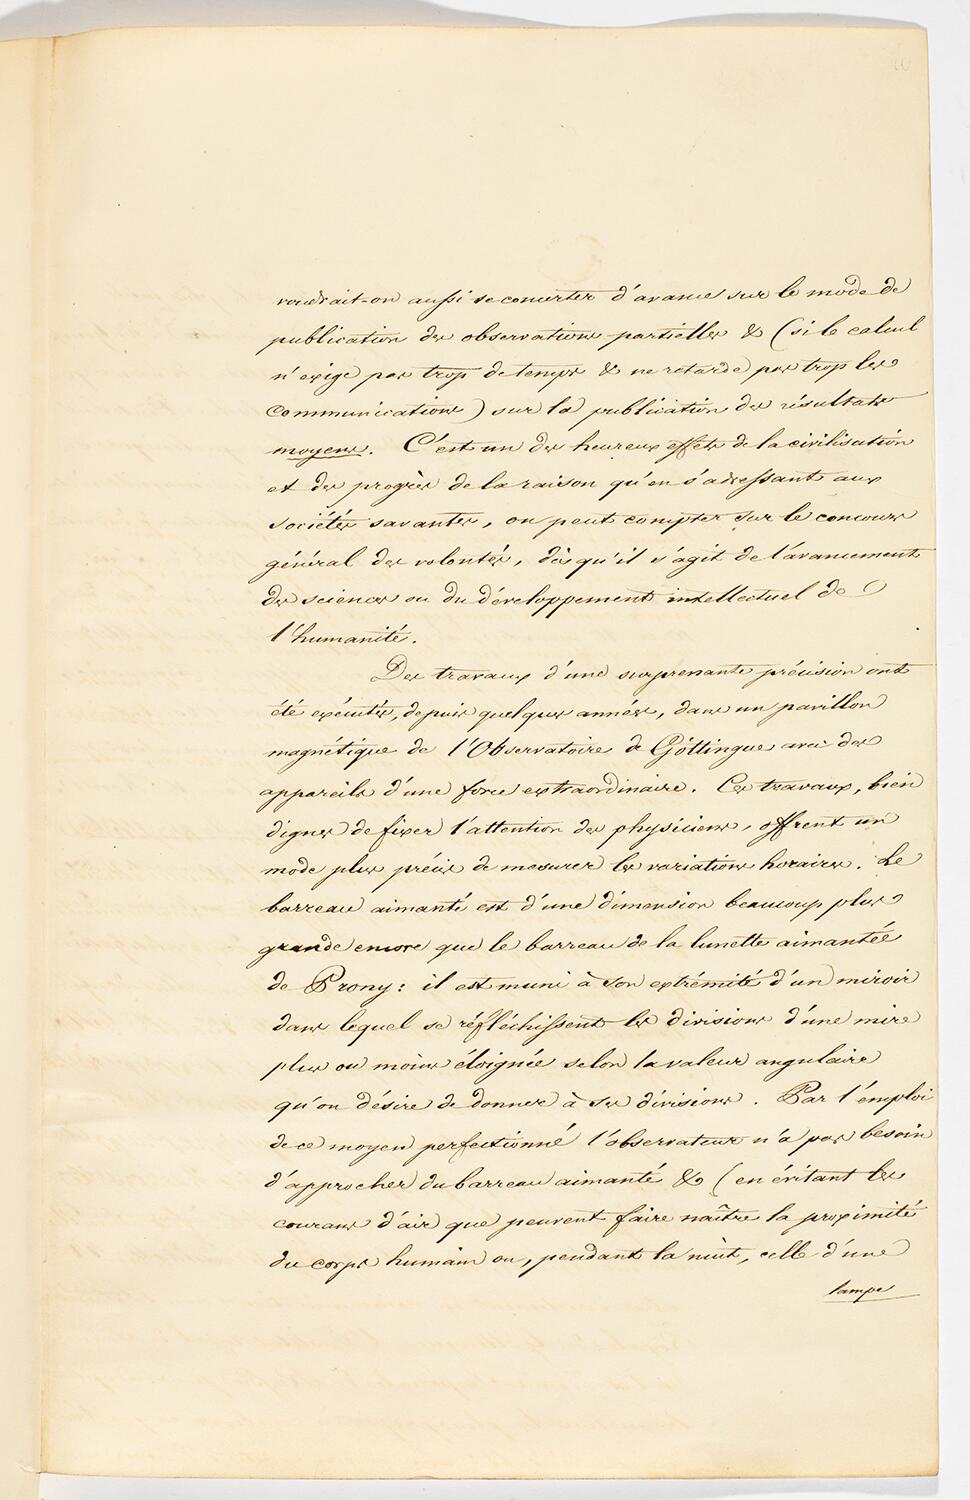 voudrait-on aussi se concerter d'avance sur le mode de
publication des observations partielles & (si le calcul
n'exige pas trop de temps & ne retarde pas trop les
communications) sur la publication des résultats
moyens. C'est un des heureux effets de la civilisation
et des progrès de la raison qu'en s'adressant aux
sociétés savantes, on peut compter sur le concours
général des volontés, dès qu'il s'agit de l'avancement
des sciences ou du développement intellectuel de
l'humanité.
Des travaux d'une surprenante précision ont
été exécutés, depuis quelques années, dans un pavillon
magnétique de l'Observatoire de Göttingue avec des
appareils d'une force extraordinaire. Ces travaux, bien
dignes de fixer l'attention des physiciens, offrent un
mode plus précis de mesurer les variations horaires. Le
barreau aimanté est d'une dimension beaucoup plus
grande encore que le barreau de la lunette aimantée
de Prony: il est muni à son extrémité d'un miroir
dans lequel se réfléchissent les divisions d'une mire
plus ou moins éloignée selon la valeur angulaire
qu'on désire de donner à ses divisions. Par l'emploi
de ce moyen perfectionné l'observateur n'a pas besoin
d'approcher du barreau aimanté & (en évitant les
courans d'air que peuvent faire naître la proximité
du corps humain ou, pendant la nuit, celle d'une
lampe